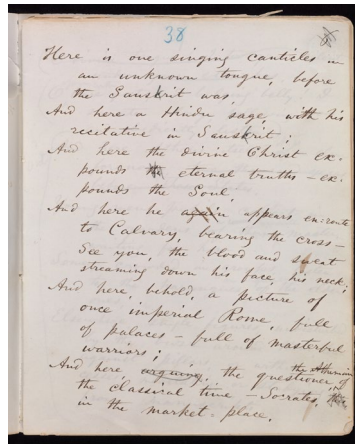 38
Here is one singing canticles in
an unknown tongue, before
the Sanskrit was.
And here a Hindu sage, with his
recitative in Sanskrit;
And here the divine Christ ex-
pounds the eternal truths – ex-
pounds the Soul,
And here he again appears en-route
to Calvary, bearing the cross –
See you, the blood and sweat
streaming down his face, his neck;
And here, behold, a picture of
once imperial Rome, full
of palaces – full of masterful
warriors;
And here arguing, the questioner, the Athenian of
the classical time – Socrates,
in the market-place,